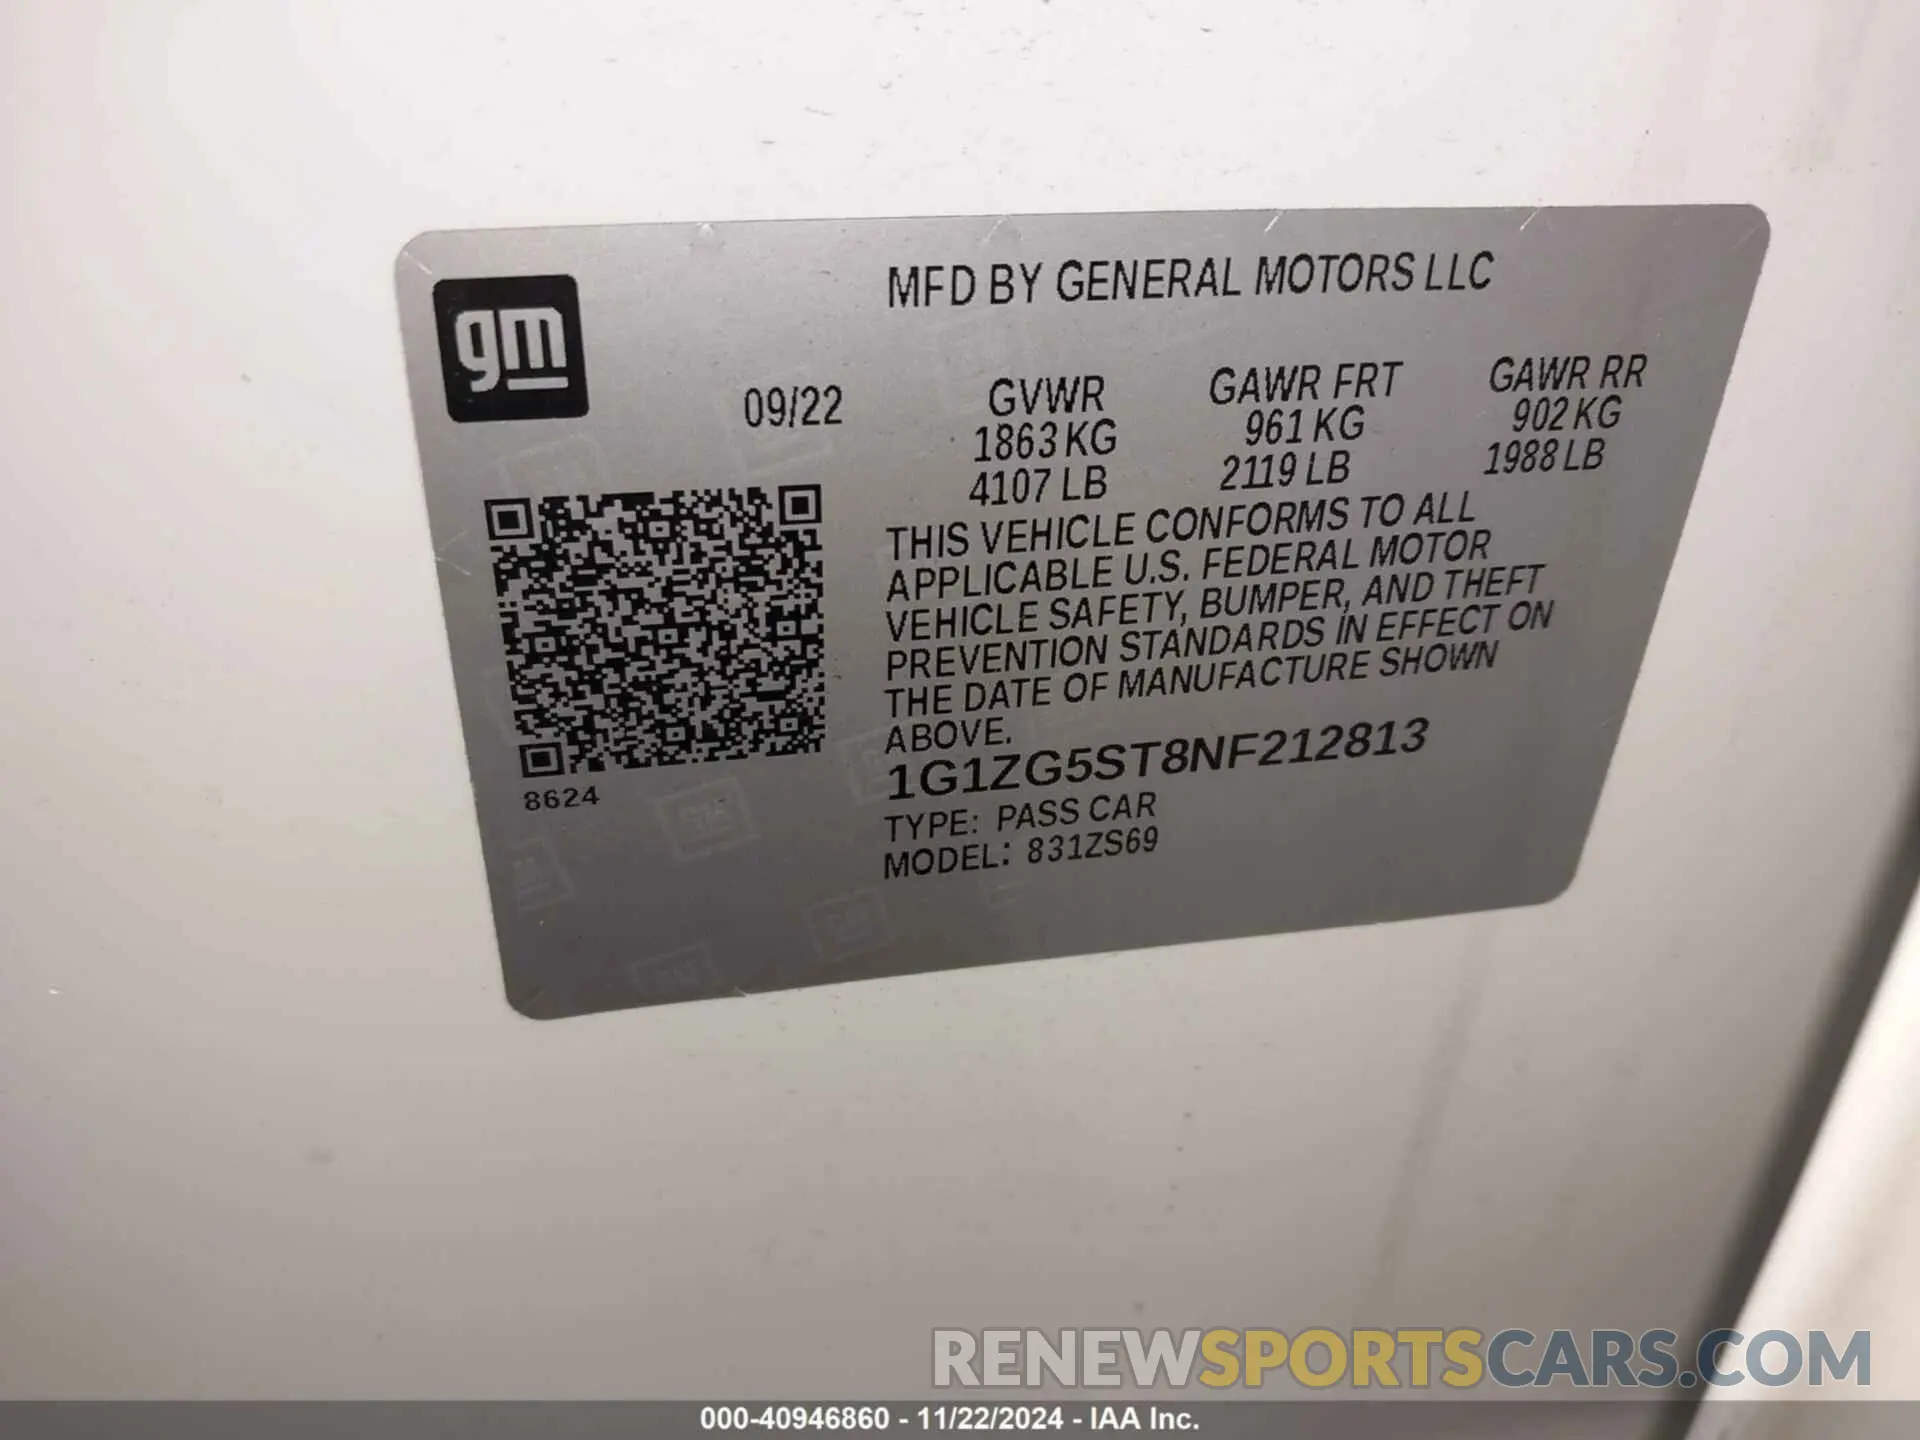 MFD BY GENERAL MOTORS LLC
gm
09/22
GVWR
1863 KG
4107 LB
GAWR FRT
961 KG
2119 LB
GAWR RR
902 KG
1988 LB
THIS VEHICLE CONFORMS TO ALL
APPLICABLE U.S. FEDERAL MOTOR
VEHICLE SAFETY, BUMPER, AND THEFT
PREVENTION STANDARDS IN EFFECT ON
THE DATE OF MANUFACTURE SHOWN
ABOVE.
1G1ZG5ST8NF212813
TYPE: PASS CAR
MODEL: 831ZS69
8624
RENEWSPORTSCARS.COM
000-40946860 - 11/22/2024 - IAA Inc.